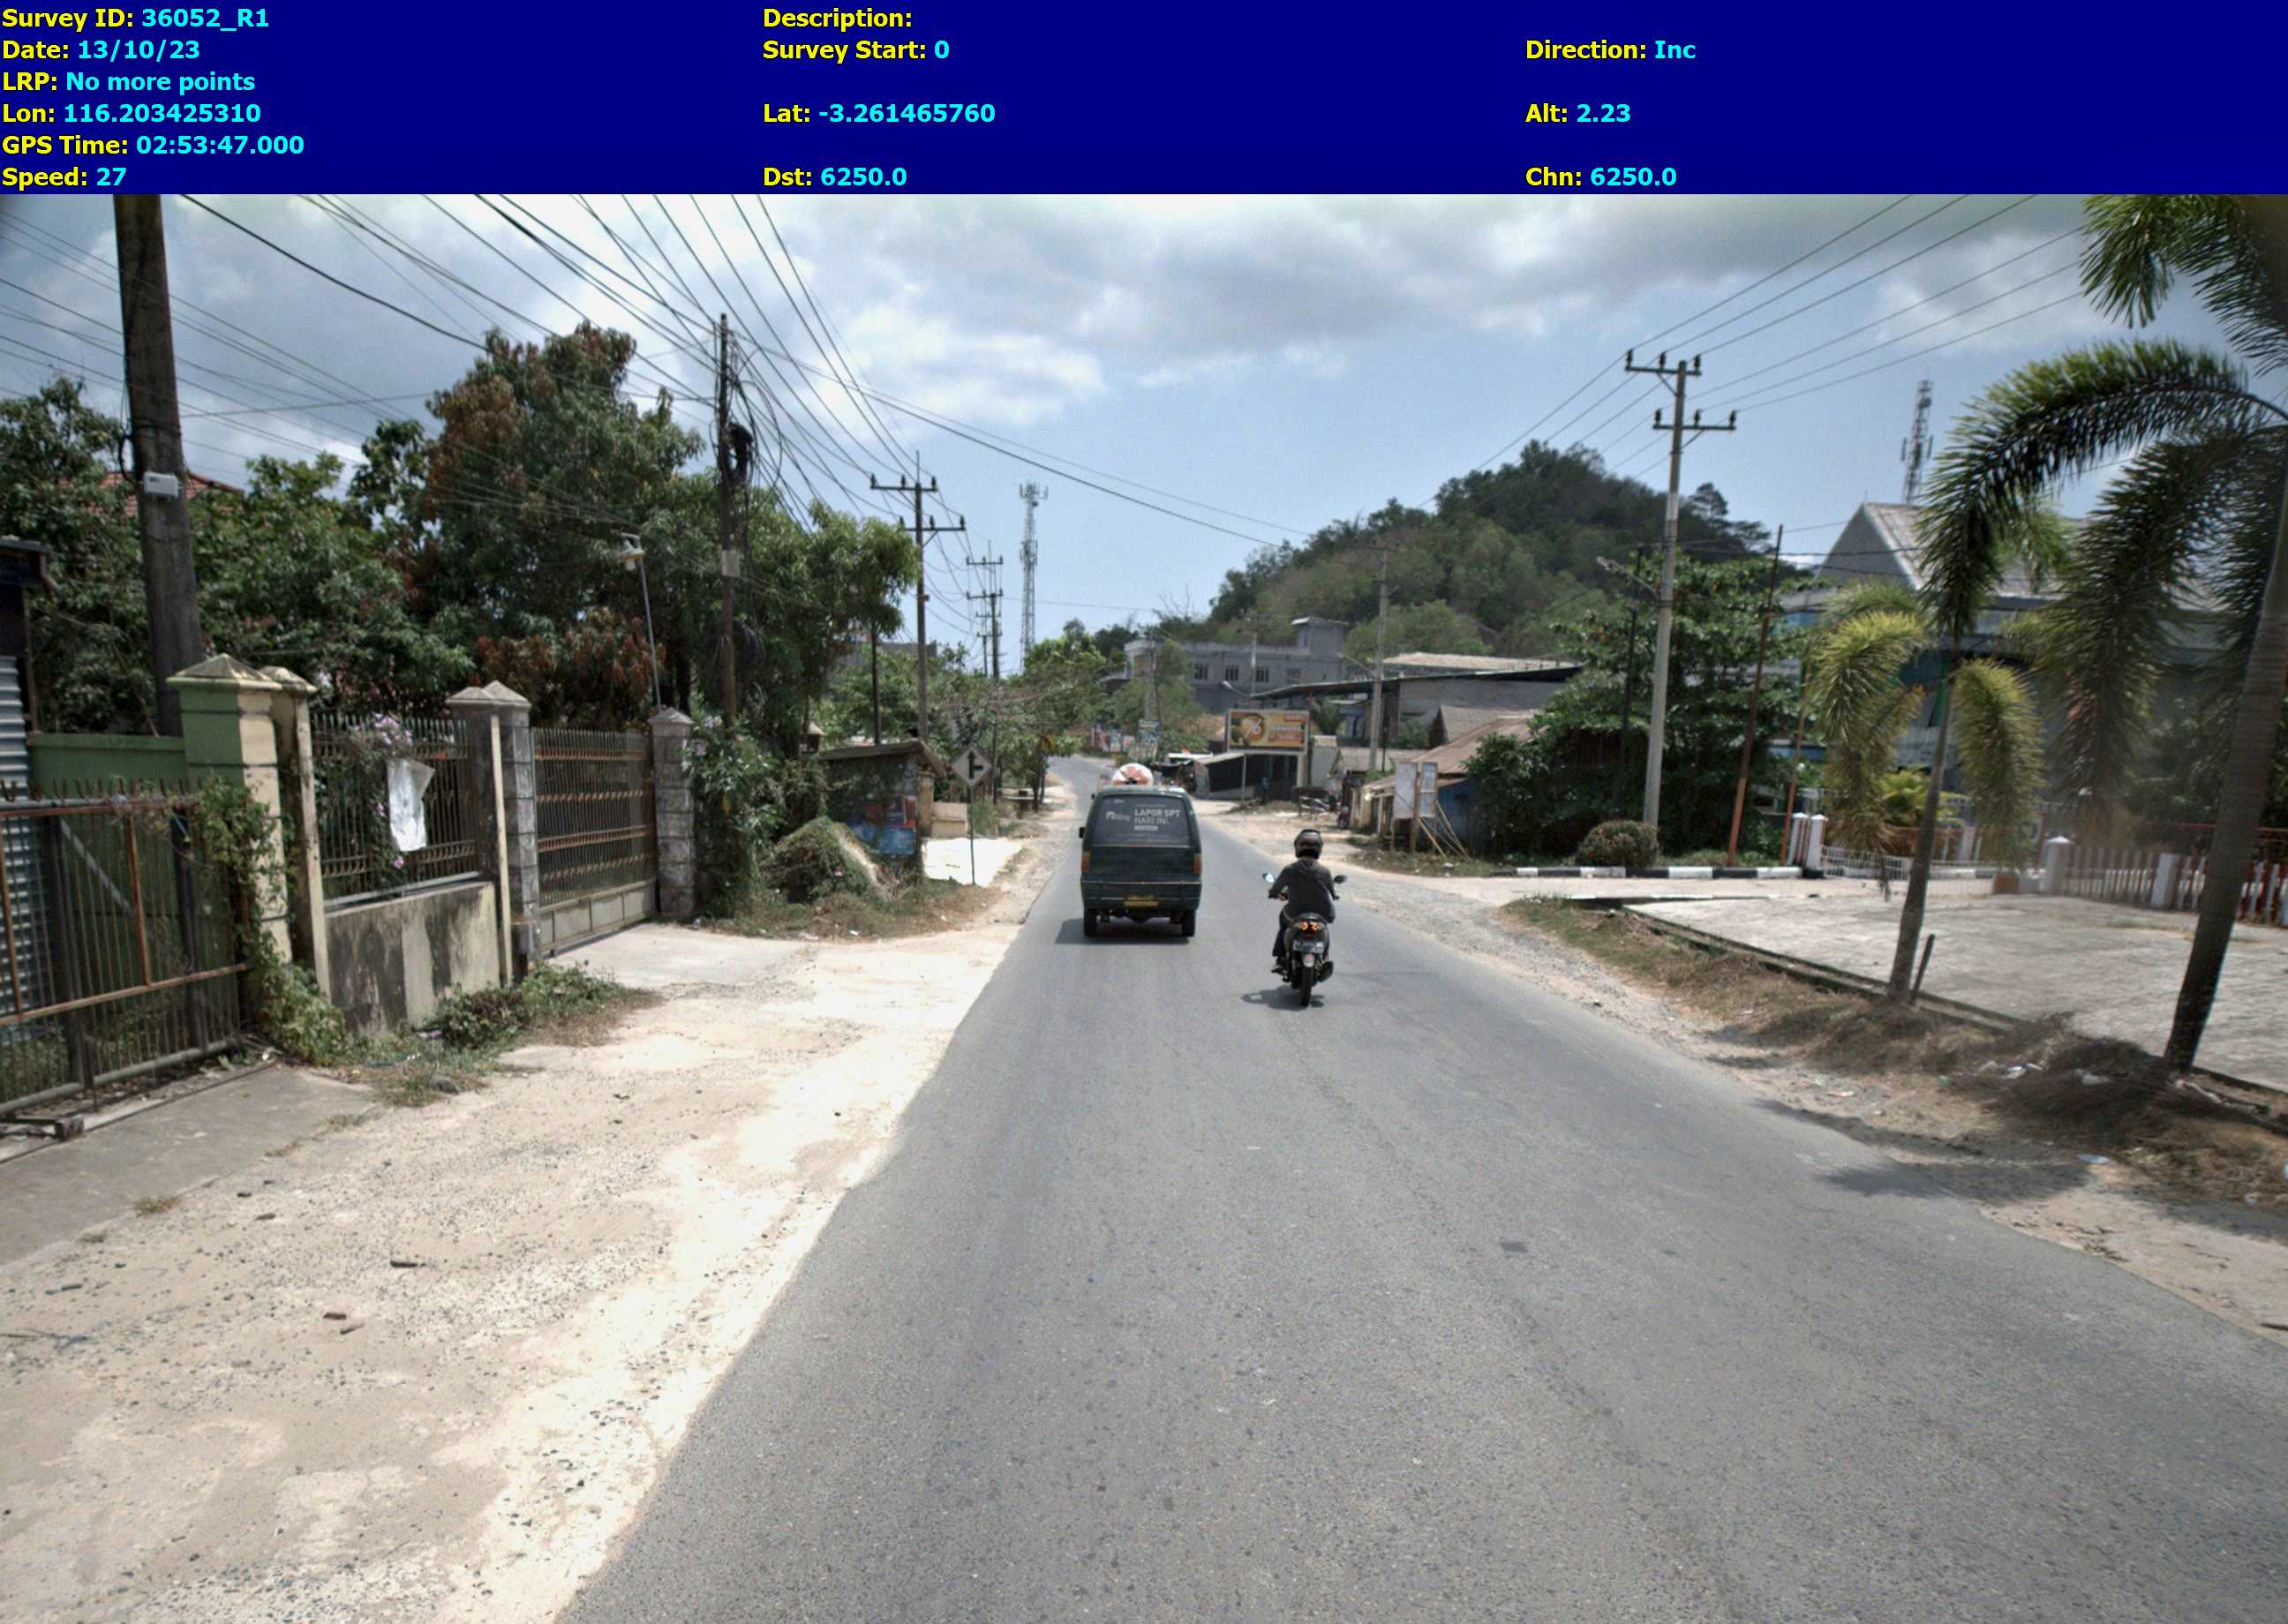 Survey ID: 36052_R1
Description:
Date: 13/10/23
Survey Start: 0
Direction: Inc
LRP: No more points
Lon: 116.203425310
Lat: -3.261465760
Alt: 2.23
GPS Time: 02:53:47.000
Speed: 27
Dst: 6250.0
Chn: 6250.0
LAPOR SPT
HARI INI.